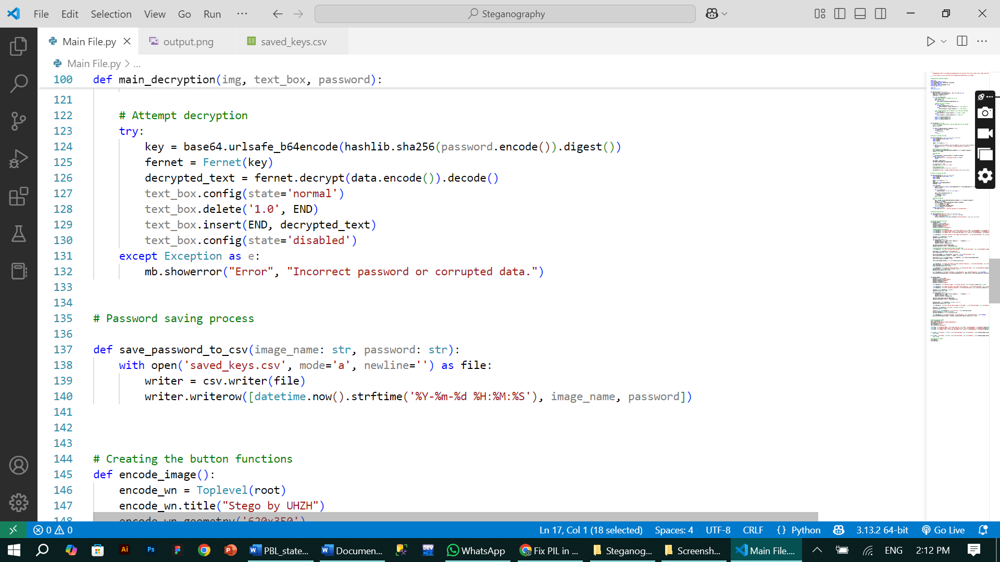 File Edit Selection View Go Run ··· Steganography
Main File.py output.png saved_keys.csv
Main File.py > ...
100 def main_decryption(img, text_box, password):
121
122 # Attempt decryption
123 try:
124 key = base64.urlsafe_b64encode(hashlib.sha256(password.encode()).digest())
125 fernet = Fernet(key)
126 decrypted_text = fernet.decrypt(data.encode()).decode()
127 text_box.config(state='normal')
128 text_box.delete('1.0', END)
129 text_box.insert(END, decrypted_text)
130 text_box.config(state='disabled')
131 except Exception as e:
132 mb.showerror("Error", "Incorrect password or corrupted data.")
133
134
135 # Password saving process
136
137 def save_password_to_csv(image_name: str, password: str):
138 with open('saved_keys.csv', mode='a', newline='') as file:
139 writer = csv.writer(file)
140 writer.writerow([datetime.now().strftime('%Y-%m-%d %H:%M:%S'), image_name, password])
141
142
143
144 # Creating the button functions
145 def encode_image():
146 encode_wn = Toplevel(root)
147 encode_wn.title("Stego by UHZH")
148 encode_wn.geometry('620x350')
0 0 Ln 17, Col 1 (18 selected) Spaces: 4 UTF-8 CRLF {} Python 3.13.2 64-bit Go Live
Ai Ps P PBL_state... Documen... DEV WhatsApp Fix PIL in ... Steganog... Screensh... Main File.... ENG 2:12 PM